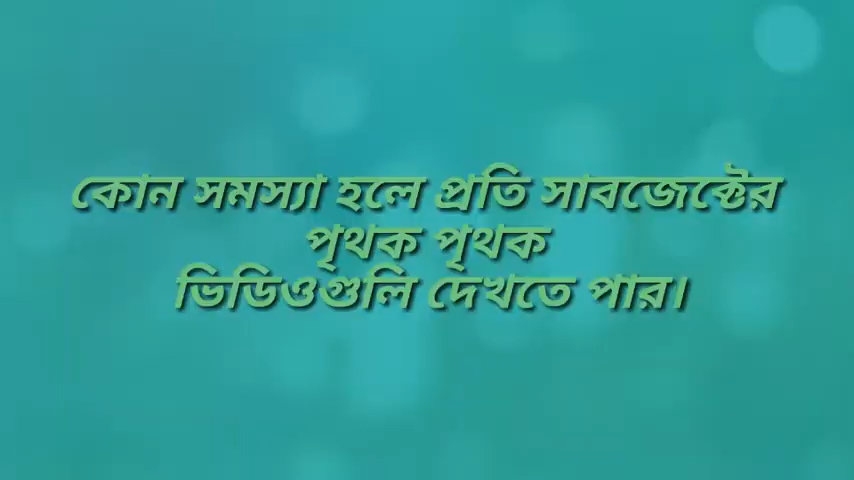 কোন সমস্যা হলে প্রতি সাবজেক্টের
পৃথক পৃথক
ভিডিওগুলি দেখতে পার।